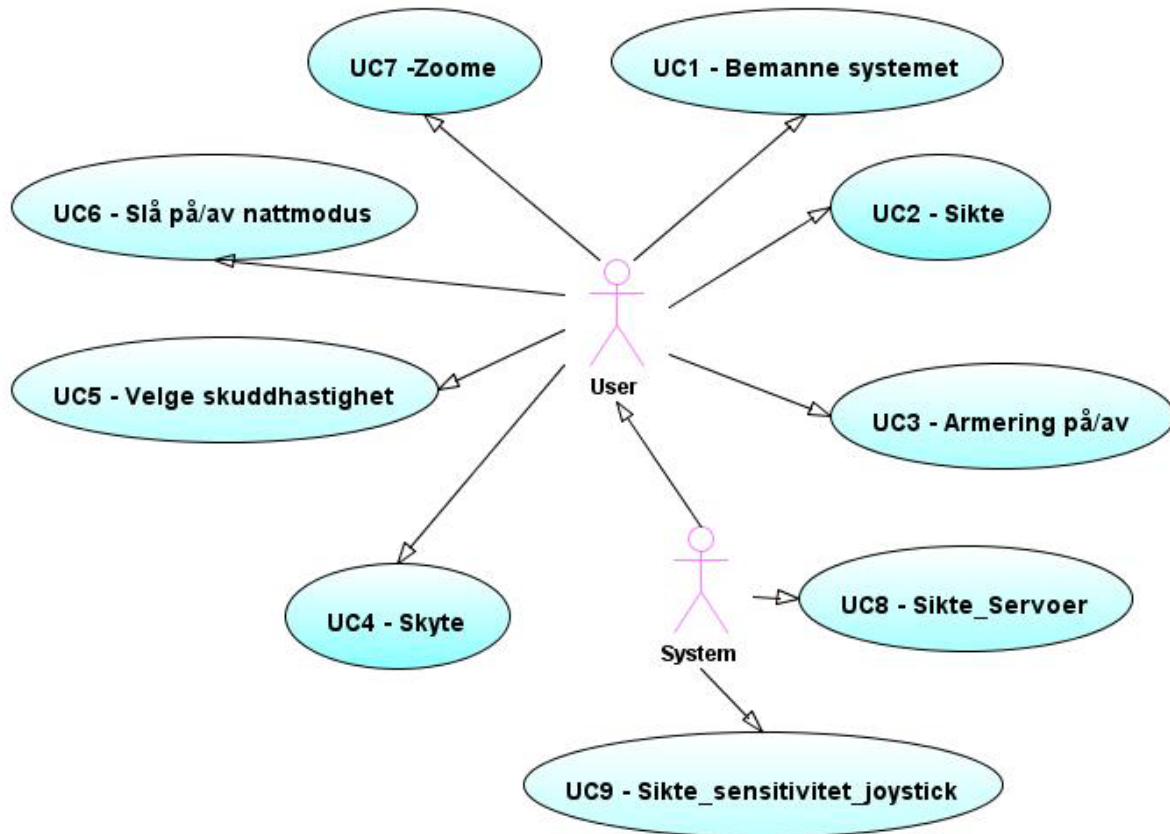 UC7 -Zoome
UC1 - Bemanne systemet
UC6 - Slå på/av nattmodus
UC2 - Sikte
User
UC5 - Velge skuddhastighet
UC3 - Armering på/av
UC4 - Skyte
System
UC8 - Sikte_Servoer
UC9 - Sikte_sensitivitet_joystick